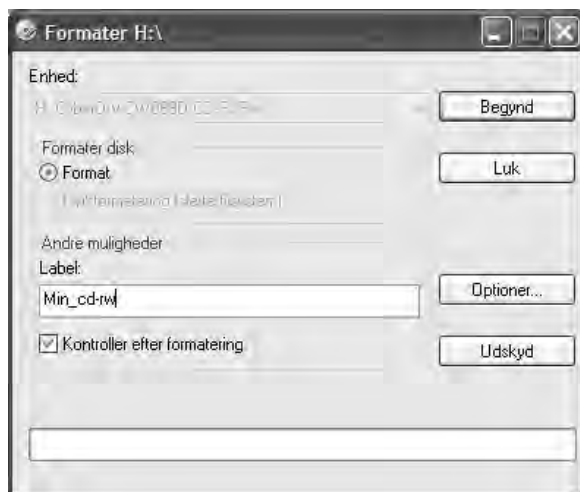 Formater H:\
Enhed:
Begynd
Formater disk
Format
Luk
Andre muligheder
Label:
Min_cd-rw
Optioner...
Kontroller efter formatering
Udskyd